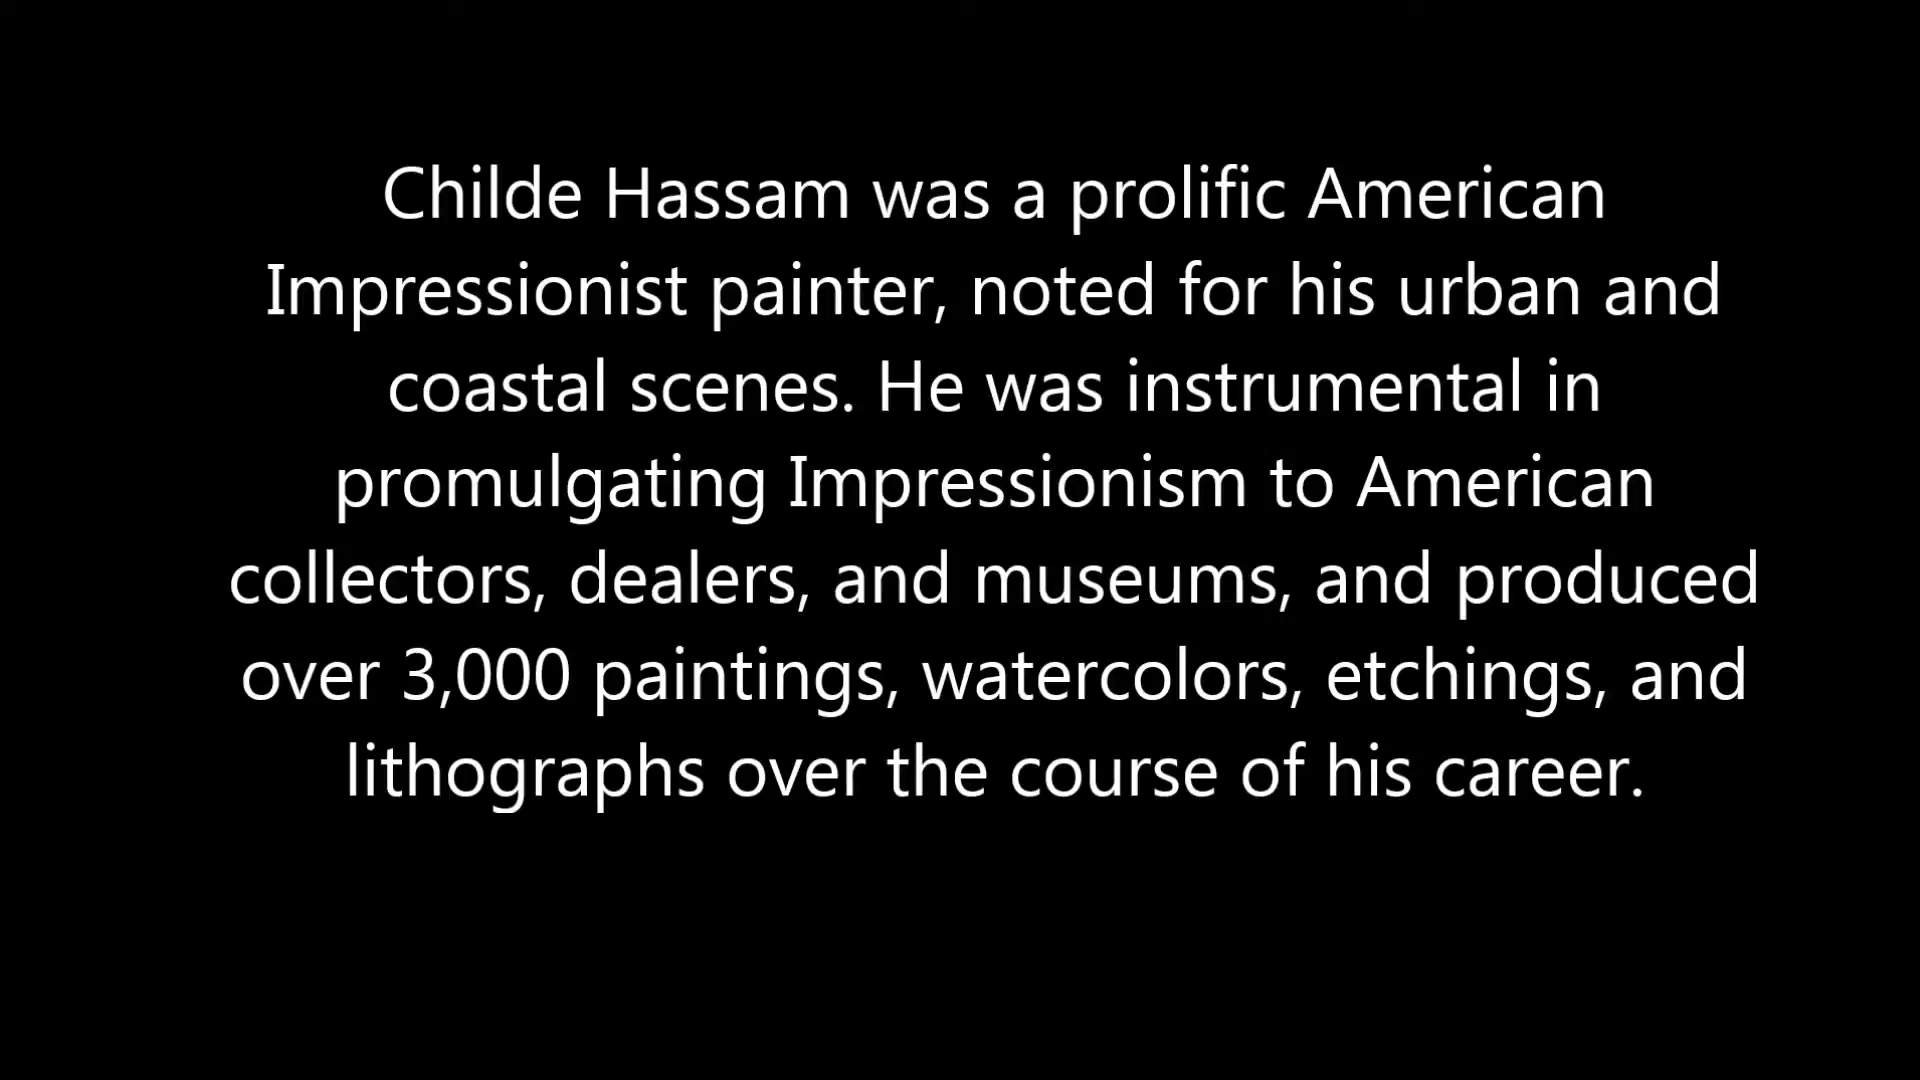 Childe Hassam was a prolific American
Impressionist painter, noted for his urban and
coastal scenes. He was instrumental in
promulgating Impressionism to American
collectors, dealers, and museums, and produced
over 3,000 paintings, watercolors, etchings, and
lithographs over the course of his career.